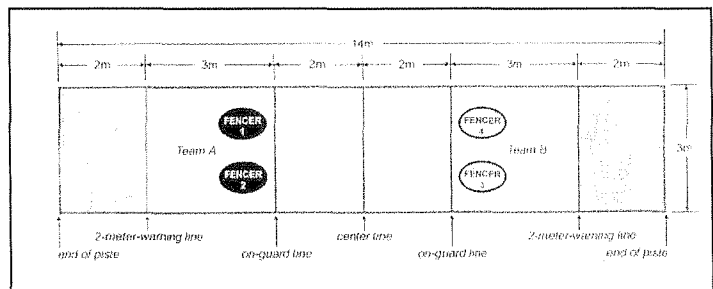 14m
2m 3m 2m 2m 3m 2m
FENCER
1
FENCER
4
Team A
Team B
3m
FENCER
2
FENCER
3
2-meter-warning line
center line
2-meter-warning line
end of piste
on-guard line
on-guard line
end of piste